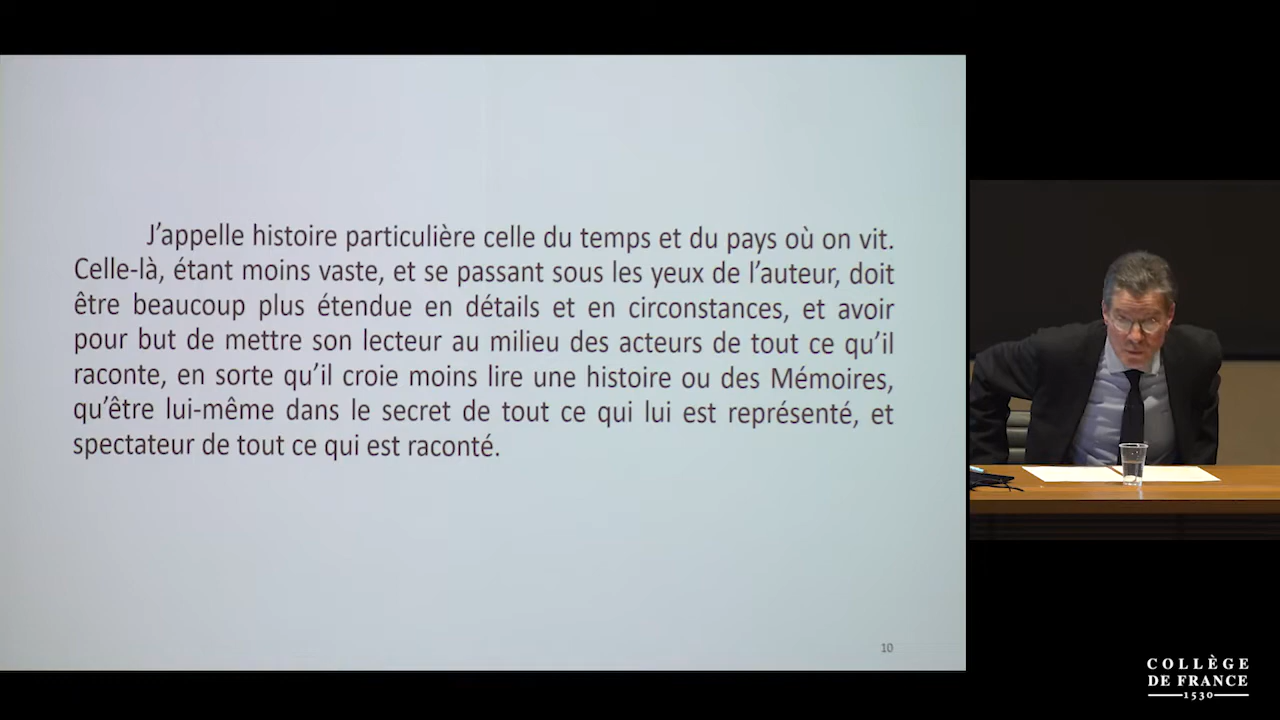 J’appelle histoire particulière celle du temps et du pays où on vit.
Celle-là, étant moins vaste, et se passant sous les yeux de l’auteur, doit
être beaucoup plus étendue en détails et en circonstances, et avoir
pour but de mettre son lecteur au milieu des acteurs de tout ce qu’il
raconte, en sorte qu’il croie moins lire une histoire ou des Mémoires,
qu’être lui-même dans le secret de tout ce qui lui est représenté, et
spectateur de tout ce qui est raconté.
10
COLLÈGE
DE FRANCE
1530